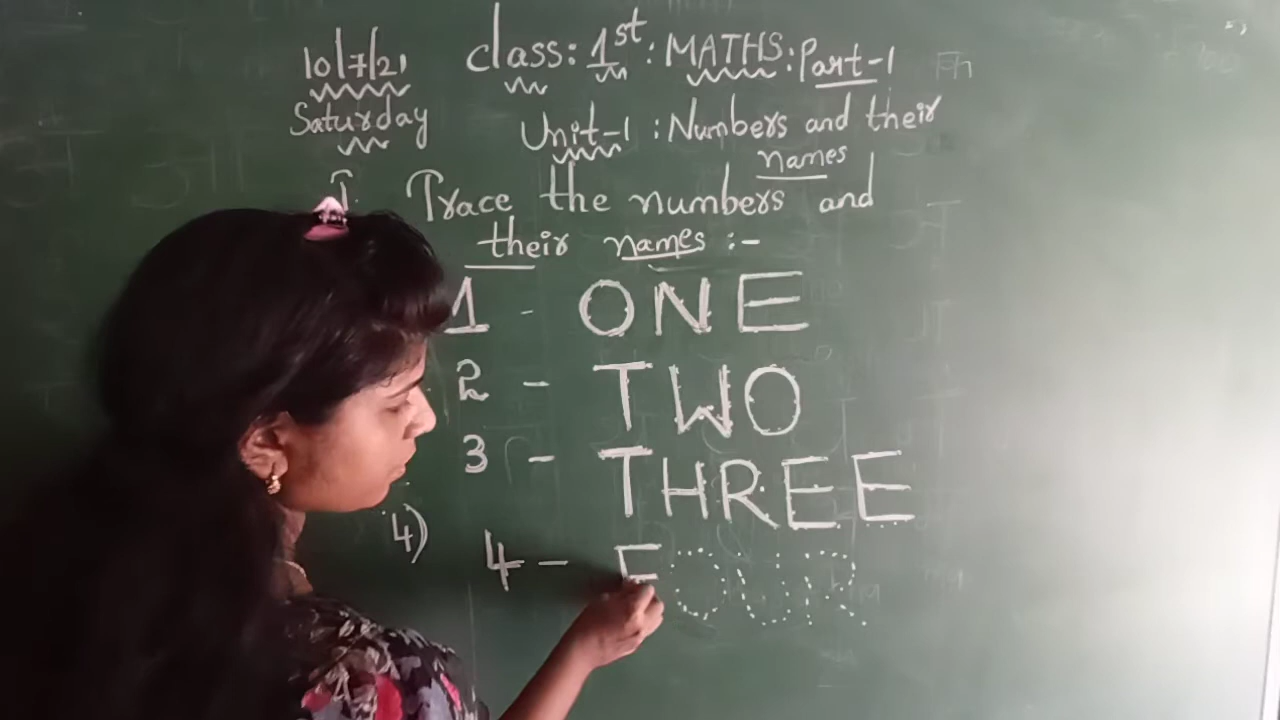 10/7/21 class: 1st: MATHS: Part-1
Saturday Unit-1 : Numbers and their
names
I. Trace the numbers and
their names :-
1 - ONE
2 - TWO
3 - THREE
4) 4 - FOUR